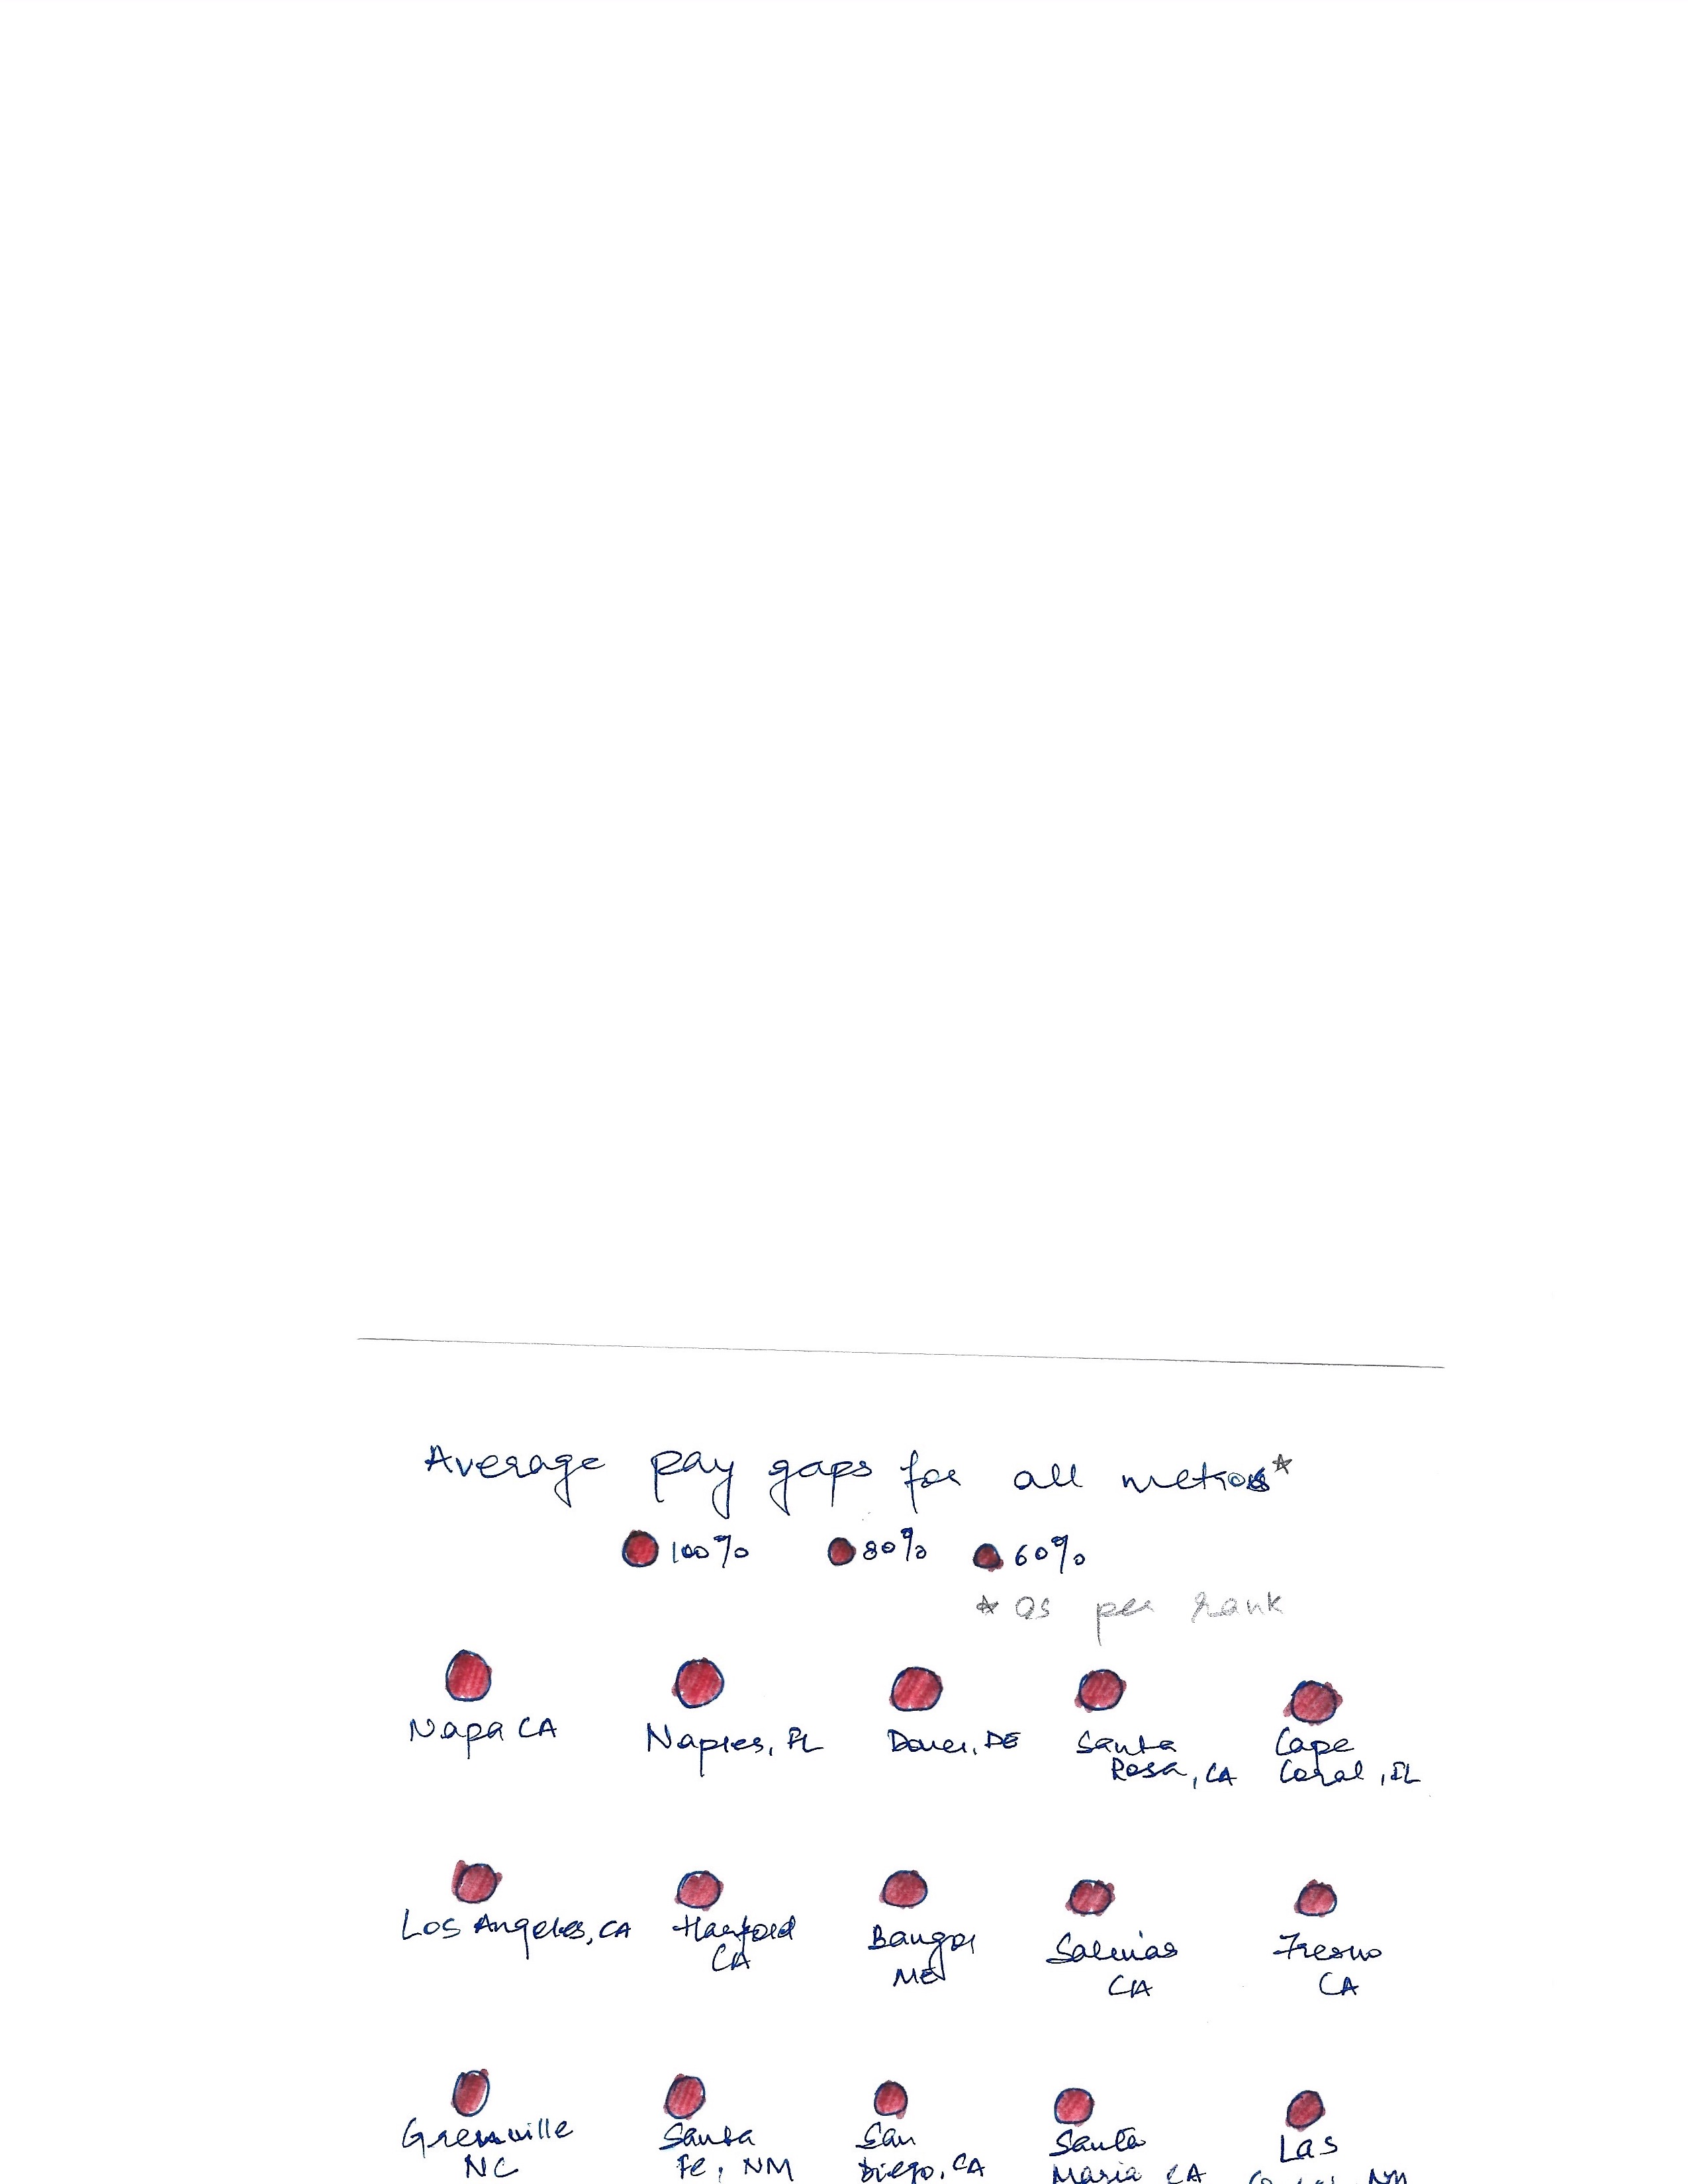 Average pay gaps for all metros*
100% 80% 60%
* as per rank
Napa CA
Naples, FL
Dover, DE
Santa
Rosa, CA
Cape
Coral, FL
Los Angeles, CA
Hanford
CA
Bangor
ME
Salinas
CA
Fresno
CA
Greenville
NC
Santa
Fe, NM
San
Diego, CA
Santa
Maria, CA
Las
NM